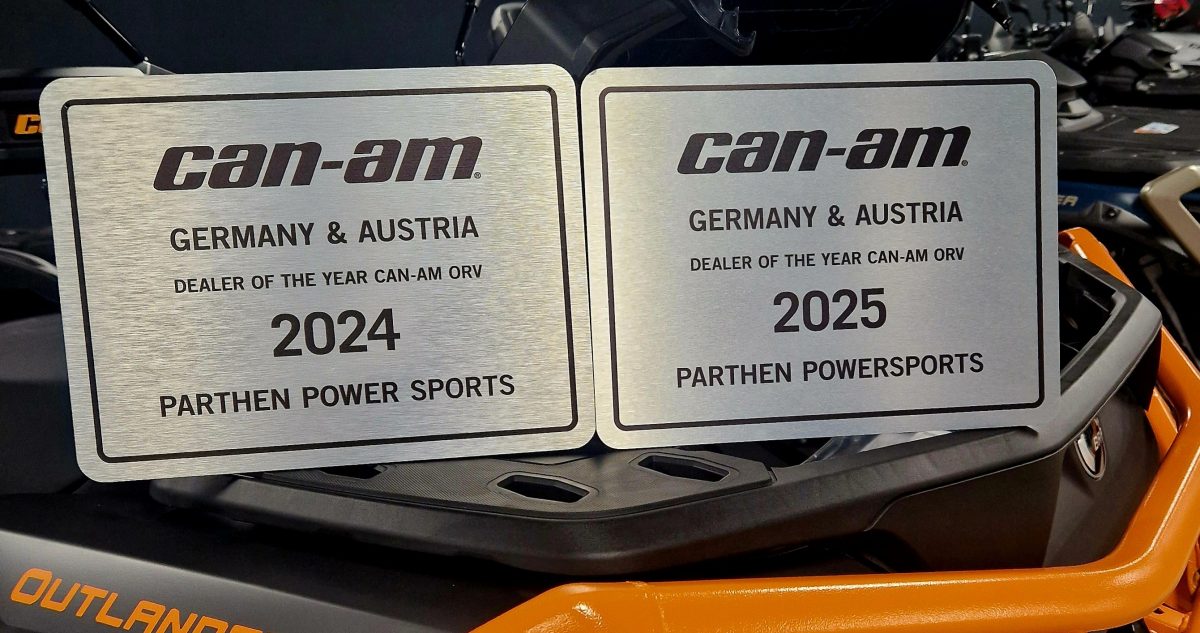 can-am®
GERMANY & AUSTRIA
DEALER OF THE YEAR CAN-AM ORV
2024
PARTHEN POWER SPORTS
can-am®
GERMANY & AUSTRIA
DEALER OF THE YEAR CAN-AM ORV
2025
PARTHEN POWERSPORTS